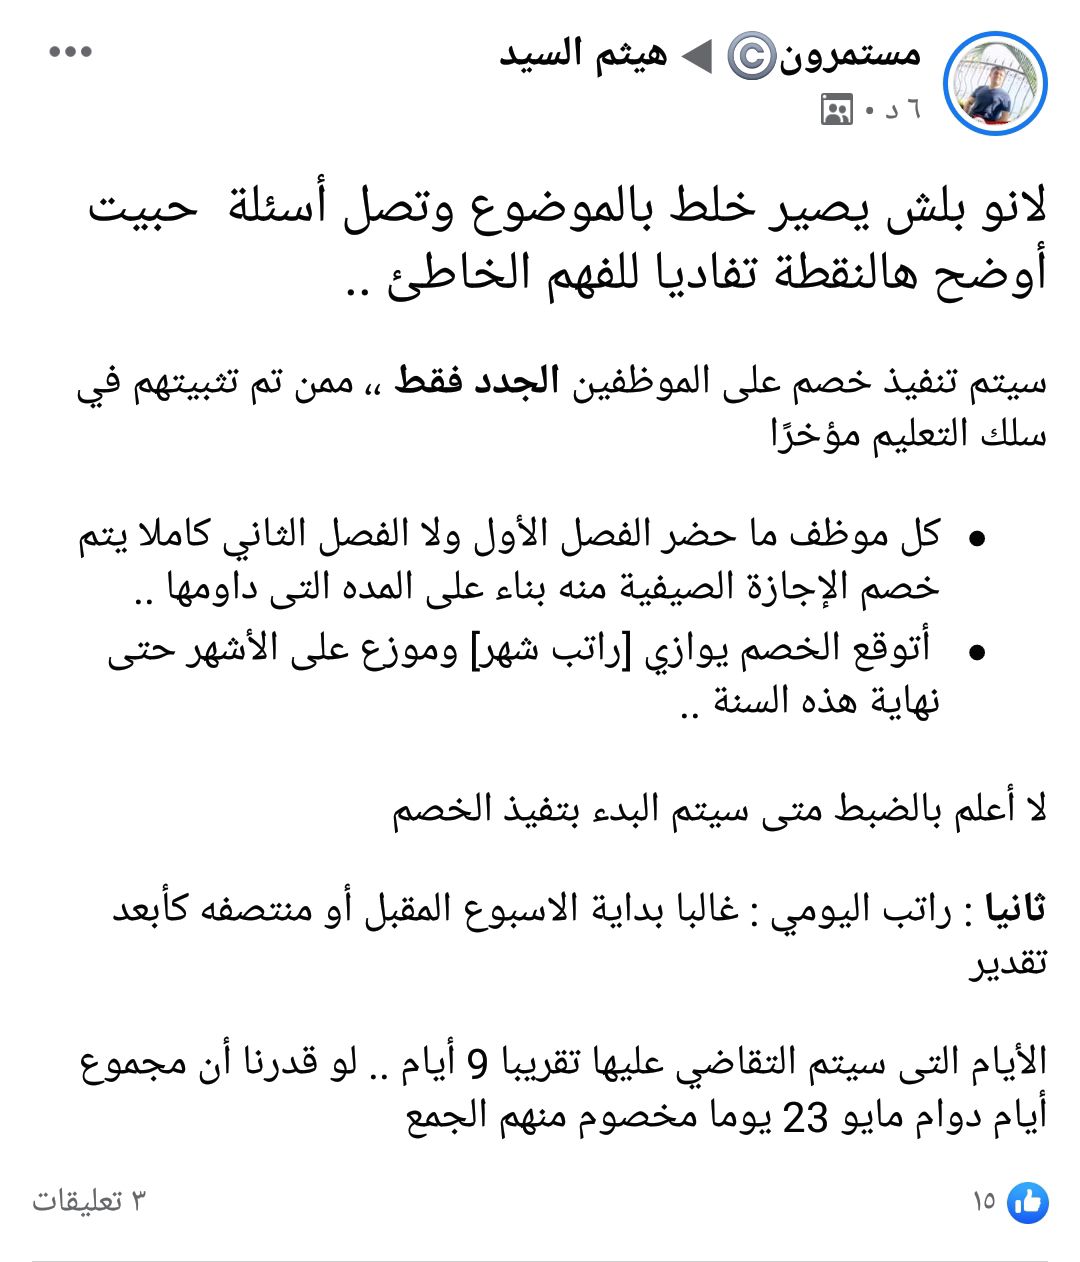 هيثم السيد ◀ مستمرون©
٦ د •
لانو بلش يصير خلط بالموضوع وتصل أسئلة حبيت
أوضح هالنقطة تفاديا للفهم الخاطئ ..
سيتم تنفيذ خصم على الموظفين الجدد فقط ،، ممن تم تثبيتهم في
سلك التعليم مؤخرًا
• كل موظف ما حضر الفصل الأول ولا الفصل الثاني كاملا يتم
خصم الإجازة الصيفية منه بناء على المده التى داومها ..
• أتوقع الخصم يوازي [راتب شهر] وموزع على الأشهر حتى
نهاية هذه السنة ..
لا أعلم بالضبط متى سيتم البدء بتفيذ الخصم
ثانيا : راتب اليومي : غالبا بداية الاسبوع المقبل أو منتصفه كأبعد
تقدير
الأيام التى سيتم التقاضي عليها تقريبا 9 أيام .. لو قدرنا أن مجموع
أيام دوام مايو 23 يوما مخصوم منهم الجمع
١٥
٣ تعليقات